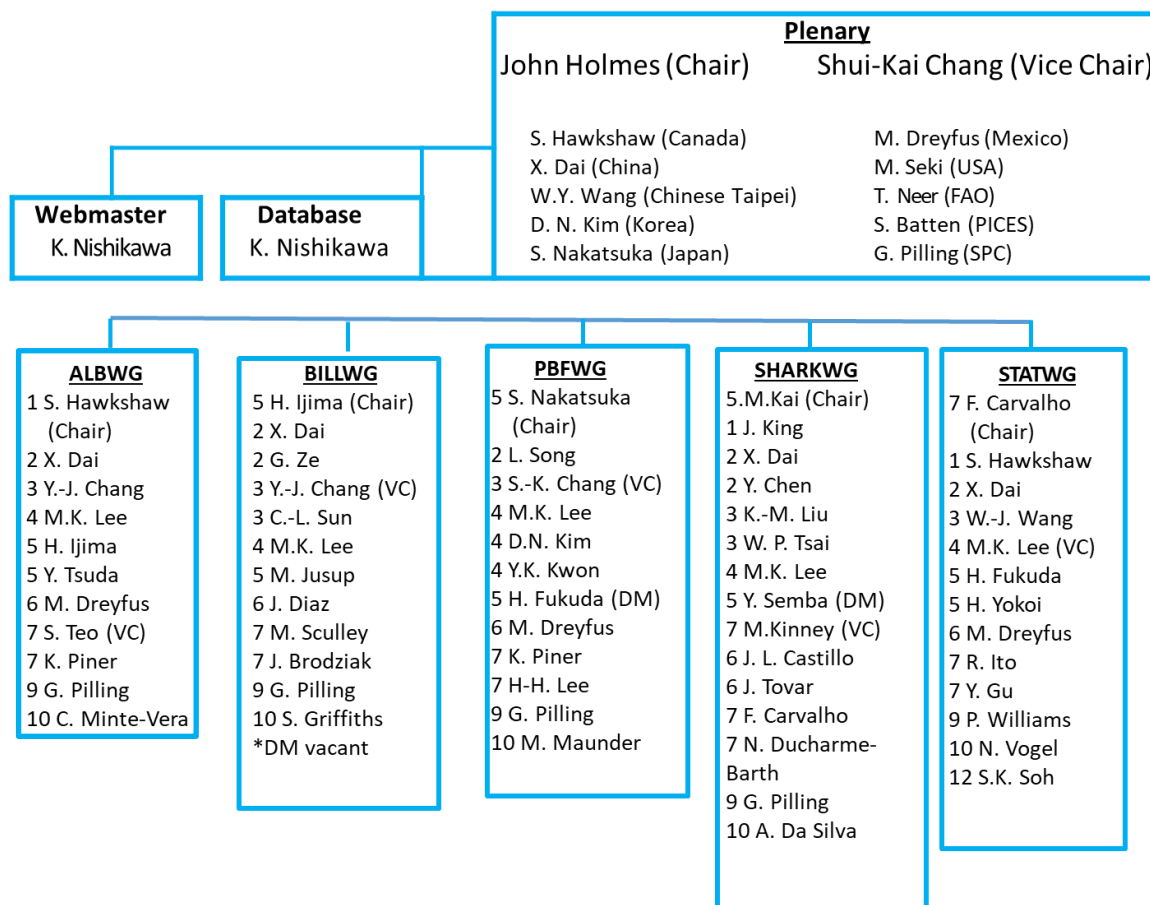 Plenary
John Holmes (Chair) Shui-Kai Chang (Vice Chair)
S. Hawkshaw (Canada) M. Dreyfus (Mexico)
X. Dai (China) M. Seki (USA)
W.Y. Wang (Chinese Taipei) T. Neer (FAO)
D. N. Kim (Korea) S. Batten (PICES)
S. Nakatsuka (Japan) G. Pilling (SPC)
Webmaster
K. Nishikawa
Database
K. Nishikawa
ALBWG
1 S. Hawkshaw
(Chair)
2 X. Dai
3 Y.-J. Chang
4 M.K. Lee
5 H. Ijima
5 Y. Tsuda
6 M. Dreyfus
7 S. Teo (VC)
7 K. Piner
9 G. Pilling
10 C. Minte-Vera
BILLWG
5 H. Ijima (Chair)
2 X. Dai
2 G. Ze
3 Y.-J. Chang (VC)
3 C.-L. Sun
4 M.K. Lee
5 M. Jusup
6 J. Diaz
7 M. Sculley
7 J. Brodziak
9 G. Pilling
10 S. Griffiths
*DM vacant
PBFWG
5 S. Nakatsuka
(Chair)
2 L. Song
3 S.-K. Chang (VC)
4 M.K. Lee
4 D.N. Kim
4 Y.K. Kwon
5 H. Fukuda (DM)
6 M. Dreyfus
7 K. Piner
7 H-H. Lee
9 G. Pilling
10 M. Maunder
SHARKWG
5.M.Kai (Chair)
1 J. King
2 X. Dai
2 Y. Chen
3 K.-M. Liu
3 W. P. Tsai
4 M.K. Lee
5 Y. Semba (DM)
7 M.Kinney (VC)
6 J. L. Castillo
6 J. Tovar
7 F. Carvalho
7 N. Ducharme-
Barth
9 G. Pilling
10 A. Da Silva
STATWG
7 F. Carvalho
(Chair)
1 S. Hawkshaw
2 X. Dai
3 W.-J. Wang
4 M.K. Lee (VC)
5 H. Fukuda
5 H. Yokoi
6 M. Dreyfus
7 R. Ito
7 Y. Gu
9 P. Williams
10 N. Vogel
12 S.K. Soh